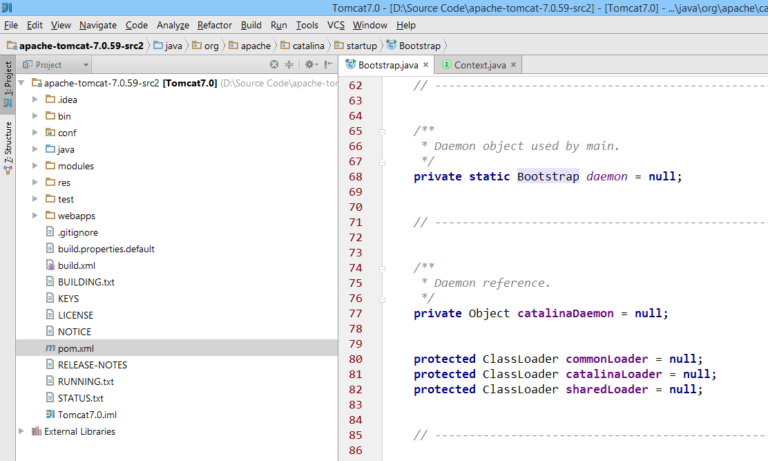 Tomcat7.0 - [D:\Source Code\apache-tomcat-7.0.59-src2] - [Tomcat7.0] - ...\java\org\apache\ca
File Edit View Navigate Code Analyze Refactor Build Run Tools VCS Window Help
apache-tomcat-7.0.59-src2 java org apache catalina startup Bootstrap
1: Project
7: Structure
Project
apache-tomcat-7.0.59-src2 [Tomcat7.0] (D:\Source Code\apache-tor
.idea
bin
conf
java
modules
res
test
webapps
.gitignore
build.properties.default
build.xml
BUILDING.txt
KEYS
LICENSE
NOTICE
pom.xml
RELEASE-NOTES
RUNNING.txt
STATUS.txt
Tomcat7.0.iml
External Libraries
Bootstrap.java × Context.java ×
62 // ------------------------------------------------
63
64
65 /**
66 * Daemon object used by main.
67 */
68 private static Bootstrap daemon = null;
69
70
71 // ------------------------------------------------
72
73
74 /**
75 * Daemon reference.
76 */
77 private Object catalinaDaemon = null;
78
79
80 protected ClassLoader commonLoader = null;
81 protected ClassLoader catalinaLoader = null;
82 protected ClassLoader sharedLoader = null;
83
84
85 // ------------------------------------------------
86